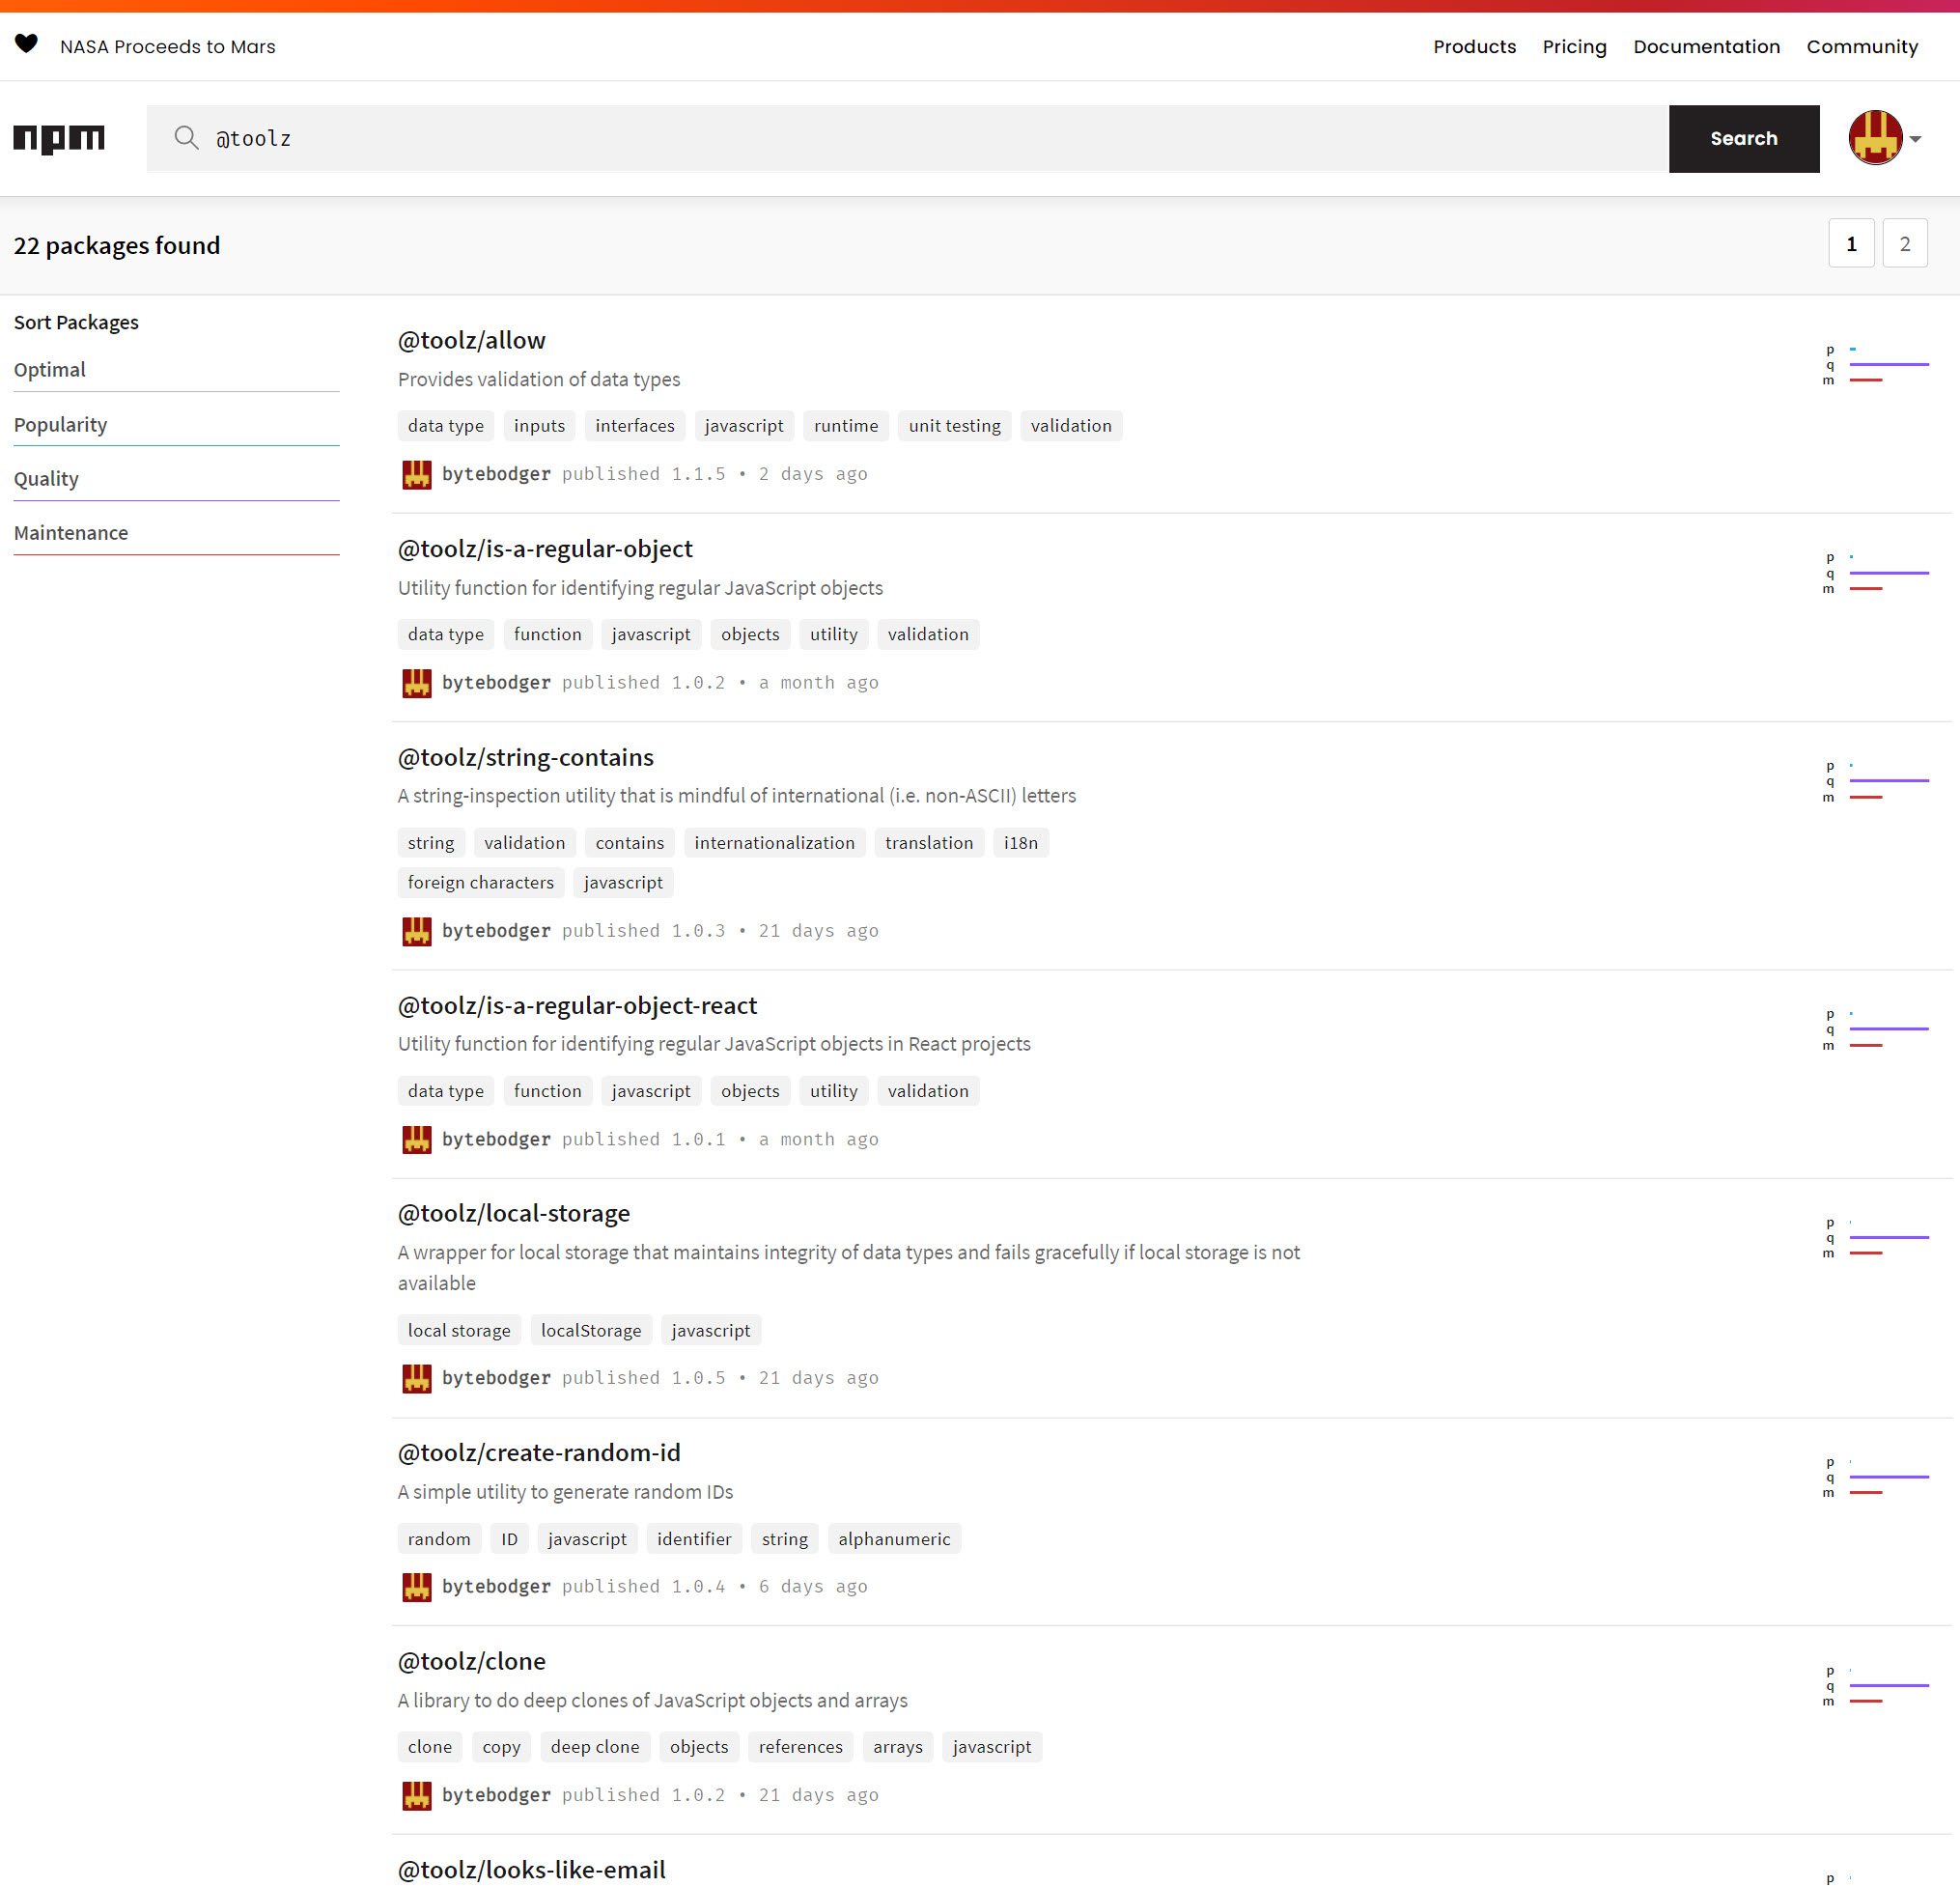 NASA Proceeds to Mars
Products Pricing Documentation Community
npm
@toolz
Search
22 packages found
1 2
Sort Packages
Optimal
Popularity
Quality
Maintenance
@toolz/allow
Provides validation of data types
data type inputs interfaces javascript runtime unit testing validation
bytebodger published 1.1.5 • 2 days ago
p
q
m
@toolz/is-a-regular-object
Utility function for identifying regular JavaScript objects
data type function javascript objects utility validation
bytebodger published 1.0.2 • a month ago
p
q
m
@toolz/string-contains
A string-inspection utility that is mindful of international (i.e. non-ASCII) letters
string validation contains internationalization translation i18n
foreign characters javascript
bytebodger published 1.0.3 • 21 days ago
p
q
m
@toolz/is-a-regular-object-react
Utility function for identifying regular JavaScript objects in React projects
data type function javascript objects utility validation
bytebodger published 1.0.1 • a month ago
p
q
m
@toolz/local-storage
A wrapper for local storage that maintains integrity of data types and fails gracefully if local storage is not
available
local storage localStorage javascript
bytebodger published 1.0.5 • 21 days ago
p
q
m
@toolz/create-random-id
A simple utility to generate random IDs
random ID javascript identifier string alphanumeric
bytebodger published 1.0.4 • 6 days ago
p
q
m
@toolz/clone
A library to do deep clones of JavaScript objects and arrays
clone copy deep clone objects references arrays javascript
bytebodger published 1.0.2 • 21 days ago
p
q
m
@toolz/looks-like-email
p